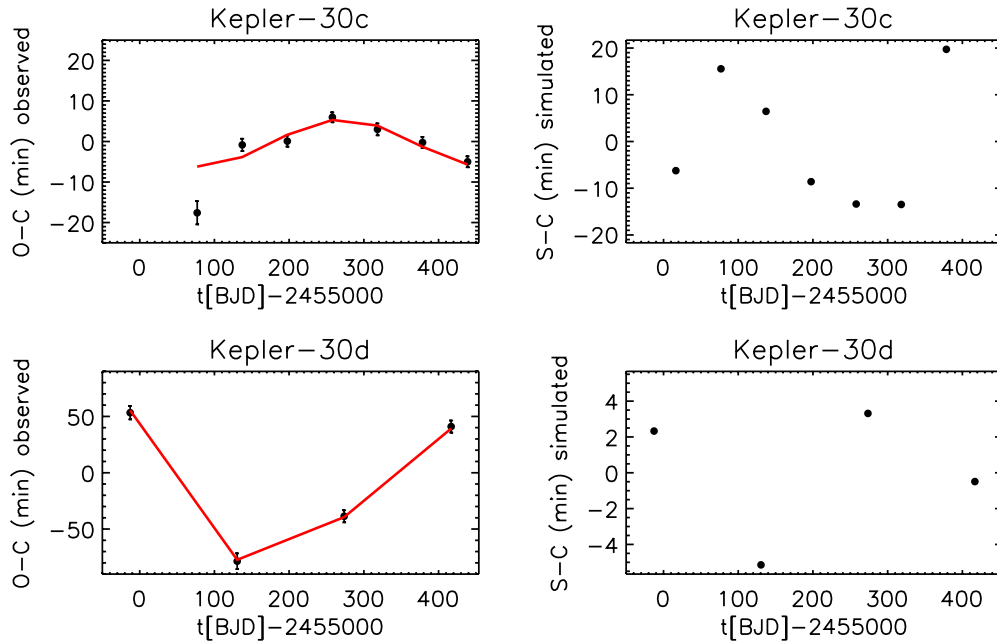 Kepler-30c
O-C (min) observed
20
10
0
-10
-20
0 100 200 300 400
t[BJD]-2455000
Kepler-30c
S-C (min) simulated
20
10
0
-10
-20
0 100 200 300 400
t[BJD]-2455000
Kepler-30d
O-C (min) observed
50
0
-50
0 100 200 300 400
t[BJD]-2455000
Kepler-30d
S-C (min) simulated
4
2
0
-2
-4
0 100 200 300 400
t[BJD]-2455000